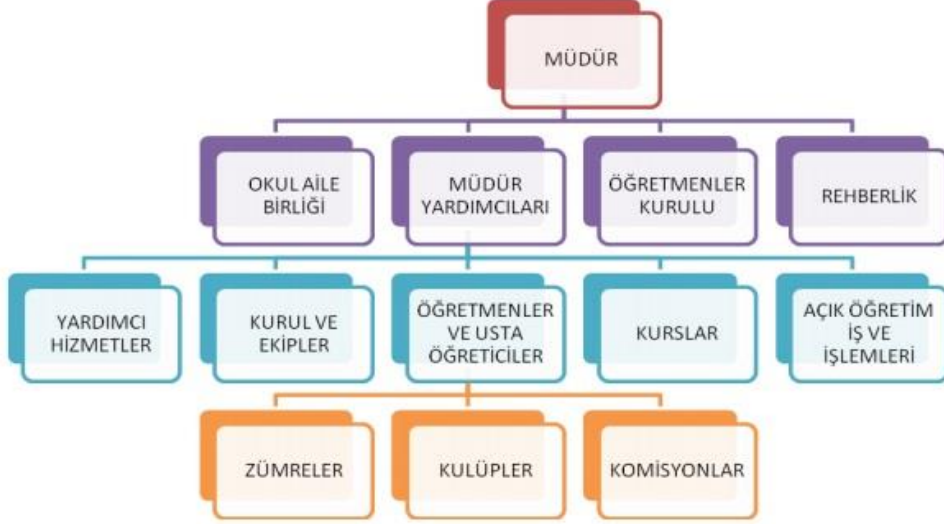 MÜDÜR
OKUL AİLE
BİRLİĞİ
MÜDÜR
YARDIMCILARI
ÖĞRETMENLER
KURULU
REHBERLİK
YARDIMCI
HİZMETLER
KURUL VE
EKİPLER
ÖĞRETMENLER
VE USTA
ÖĞRETİCİLER
KURSLAR
AÇIK ÖĞRETİM
İŞ VE
İŞLEMLERİ
ZÜMRELER
KULÜPLER
KOMİSYONLAR